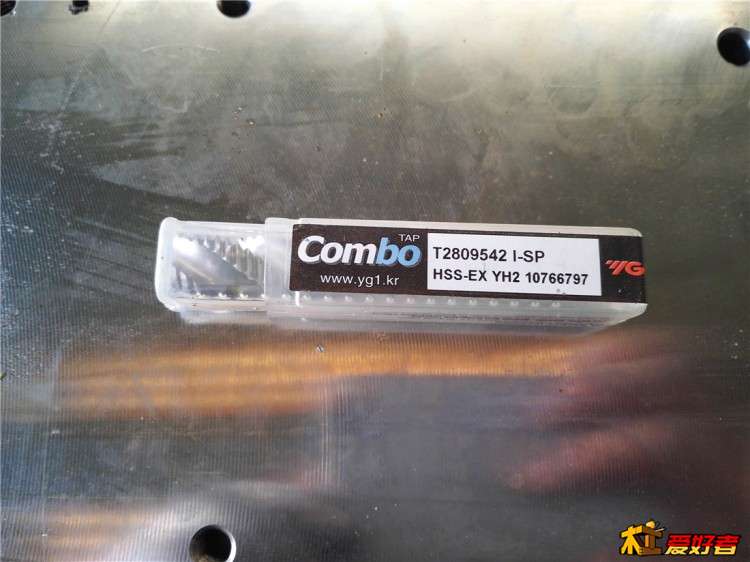 TAP
Combo
www.yg1.kr
T2809542 I-SP
HSS-EX YH2 10766797
YG
木工爱好者